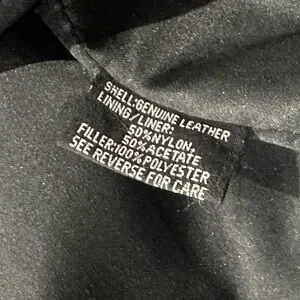 SHELL:GENUINE LEATHER
LINING/LINER:
50%NYLON,
50%ACETATE
FILLER:100%POLYESTER
SEE REVERSE FOR CARE